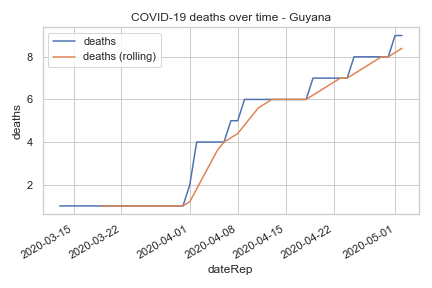 COVID-19 deaths over time - Guyana
deaths
deaths (rolling)
deaths
8
6
4
2
2020-03-15
2020-03-22
2020-04-01
2020-04-08
2020-04-15
2020-04-22
2020-05-01
dateRep